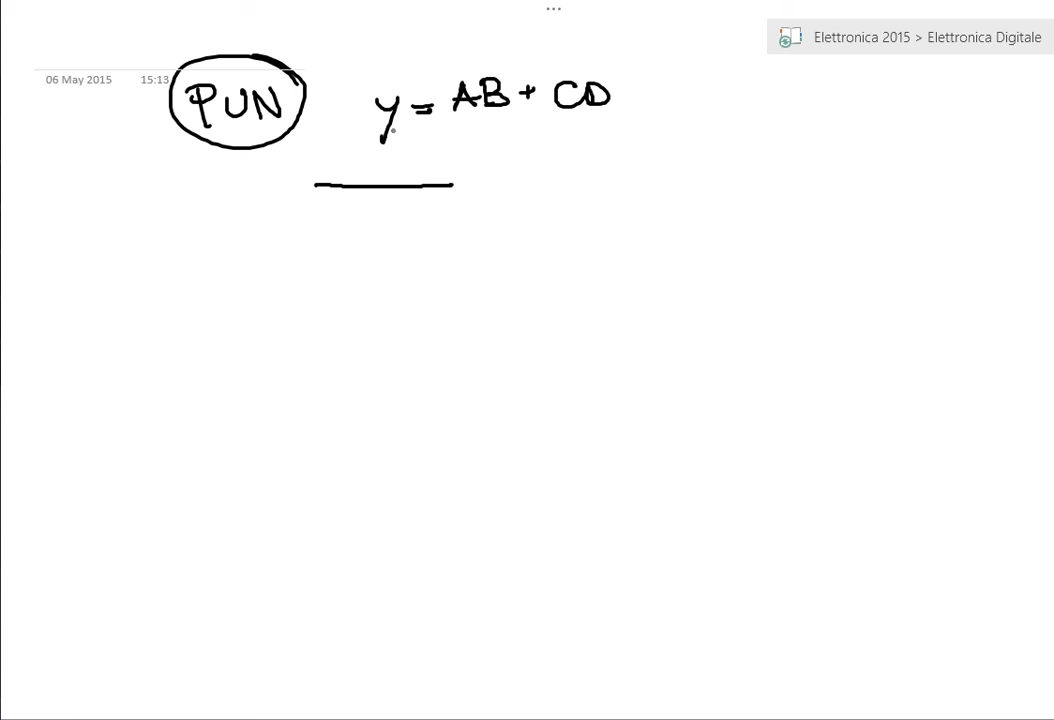 Elettronica 2015 > Elettronica Digitale
06 May 2015 15:13
PUN y = AB + CD